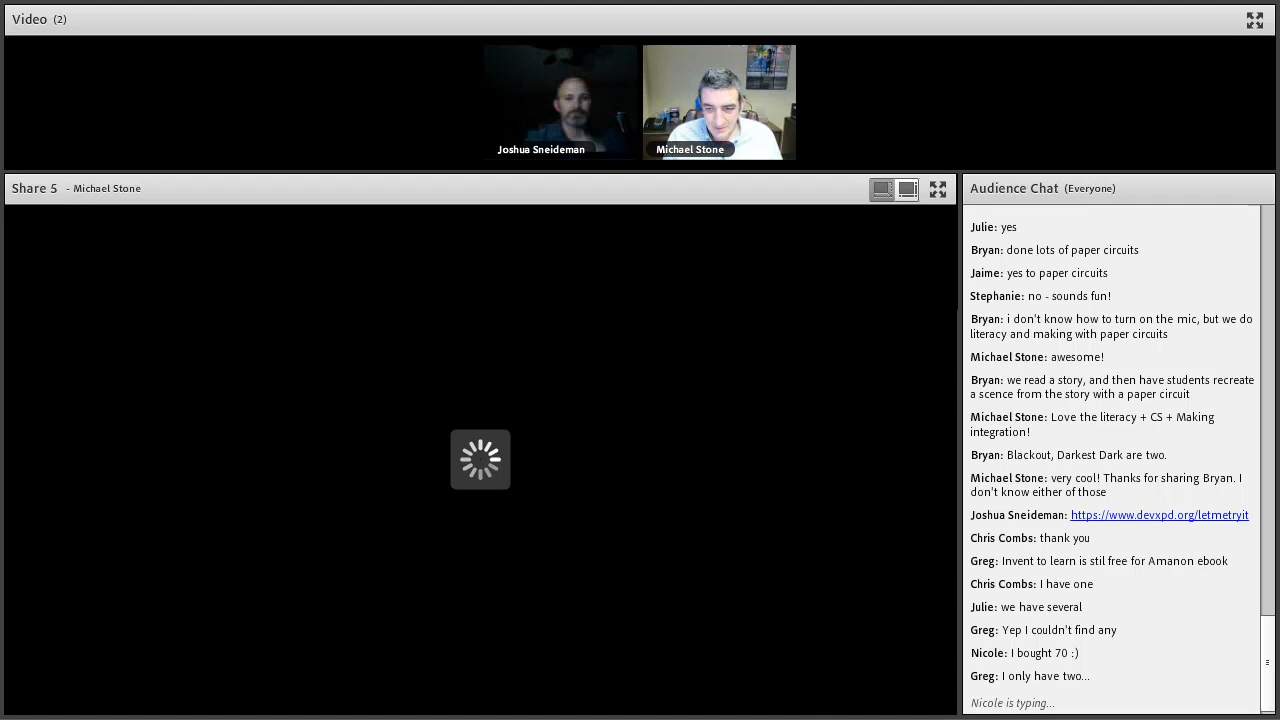 Video (2)
Joshua Sneideman
Michael Stone
Share 5 - Michael Stone
Audience Chat (Everyone)
Julie: yes
Bryan: done lots of paper circuits
Jaime: yes to paper circuits
Stephanie: no - sounds fun!
Bryan: i don't know how to turn on the mic, but we do
literacy and making with paper circuits
Michael Stone: awesome!
Bryan: we read a story, and then have students recreate
a scence from the story with a paper circuit
Michael Stone: Love the literacy + CS + Making
integration!
Bryan: Blackout, Darkest Dark are two.
Michael Stone: very cool! Thanks for sharing Bryan. I
don't know either of those
Joshua Sneideman: https://www.devxpd.org/letmetryit
Chris Combs: thank you
Greg: Invent to learn is stil free for Amanon ebook
Chris Combs: I have one
Julie: we have several
Greg: Yep I couldn't find any
Nicole: I bought 70 :)
Greg: I only have two...
Nicole is typing...